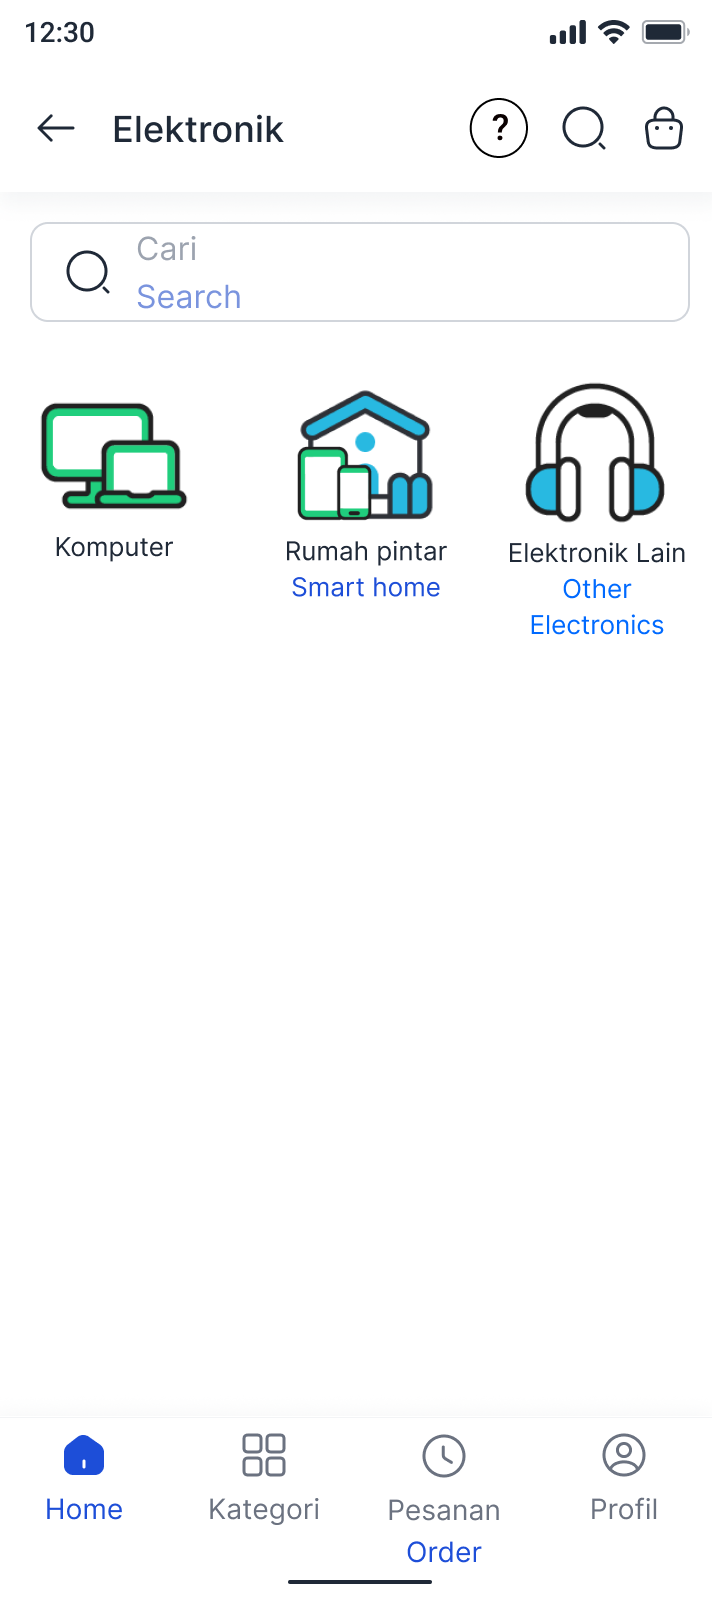 12:30
Elektronik
?
Cari
Search
Komputer
Rumah pintar
Smart home
Elektronik Lain
Other
Electronics
Home
Kategori
Pesanan
Order
Profil